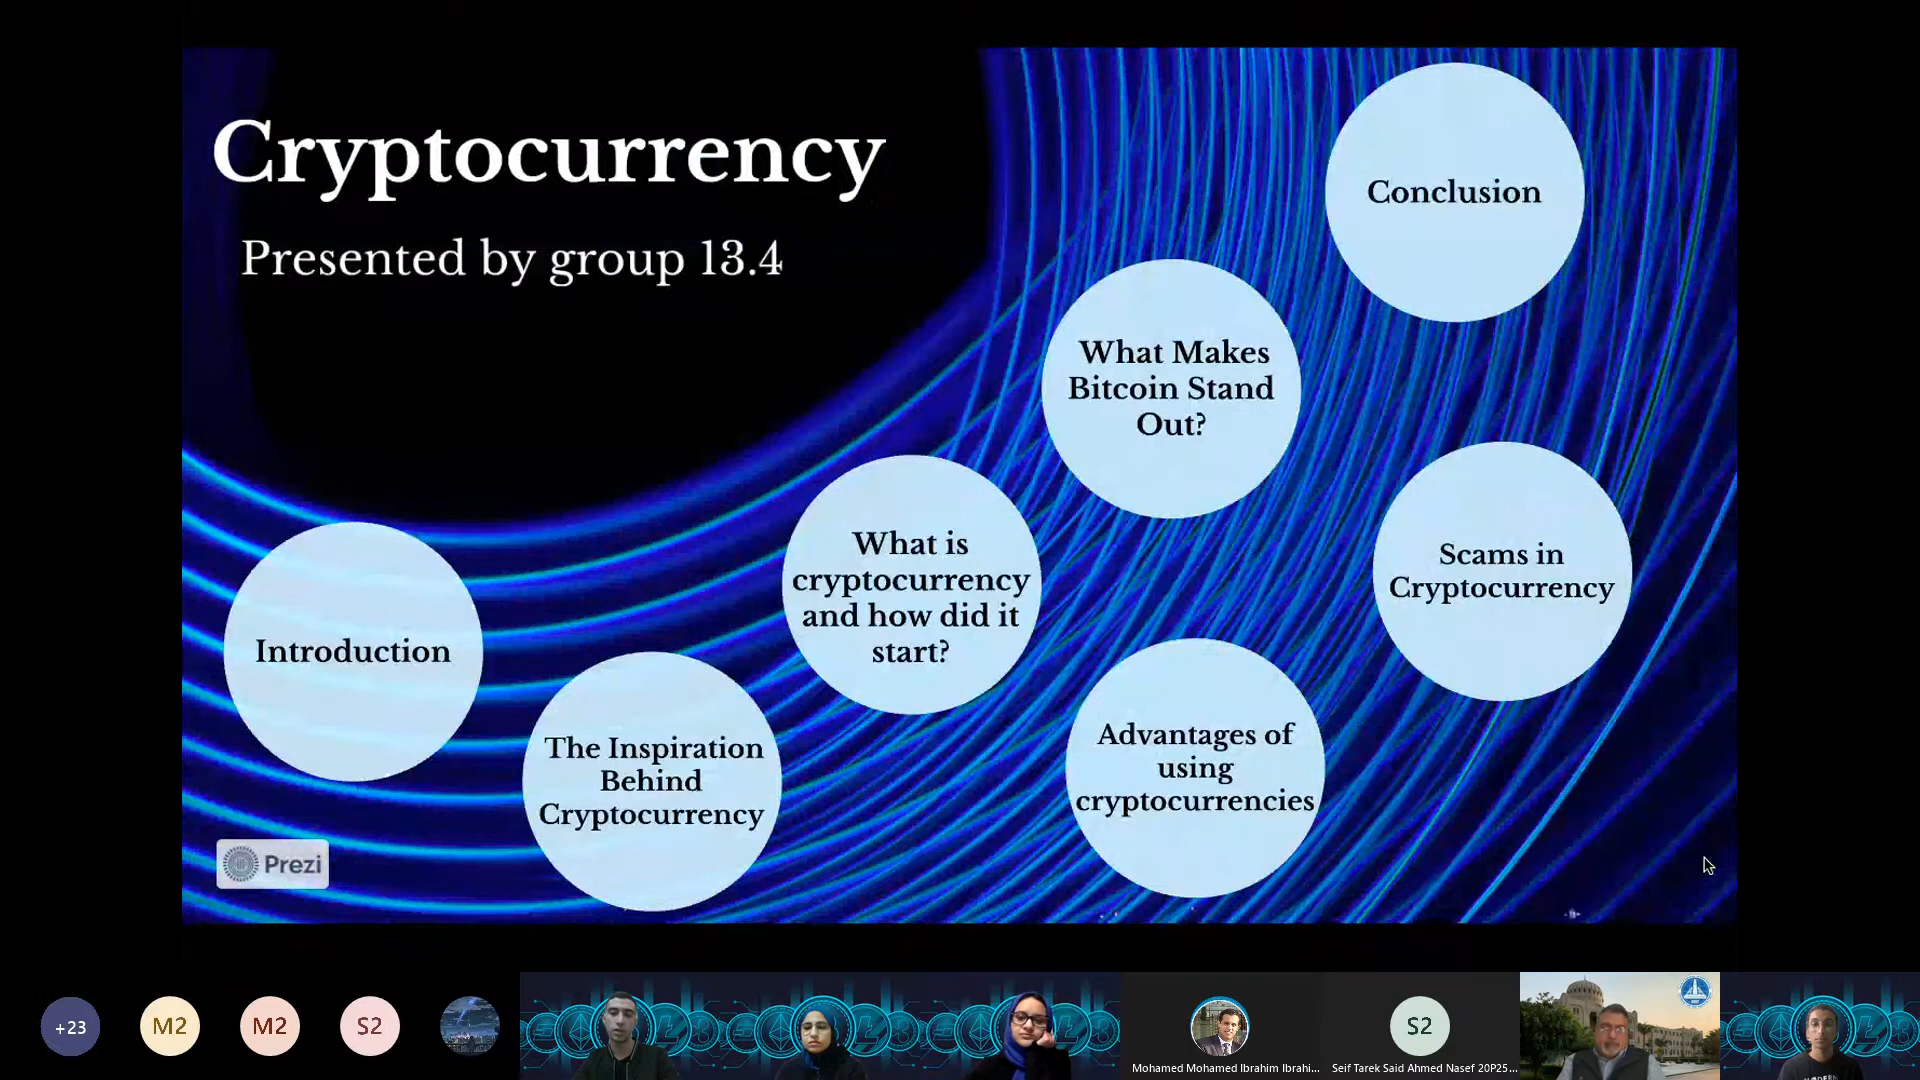 Cryptocurrency
Presented by group 13.4
Conclusion
What Makes
Bitcoin Stand
Out?
What is
cryptocurrency
and how did it
start?
Scams in
Cryptocurrency
Introduction
The Inspiration
Behind
Cryptocurrency
Advantages of
using
cryptocurrencies
Prezi
+23
M2
M2
S2
S2
Mohamed Mohamed Ibrahim Ibrahi...
Seif Tarek Said Ahmed Nasef 20P25...